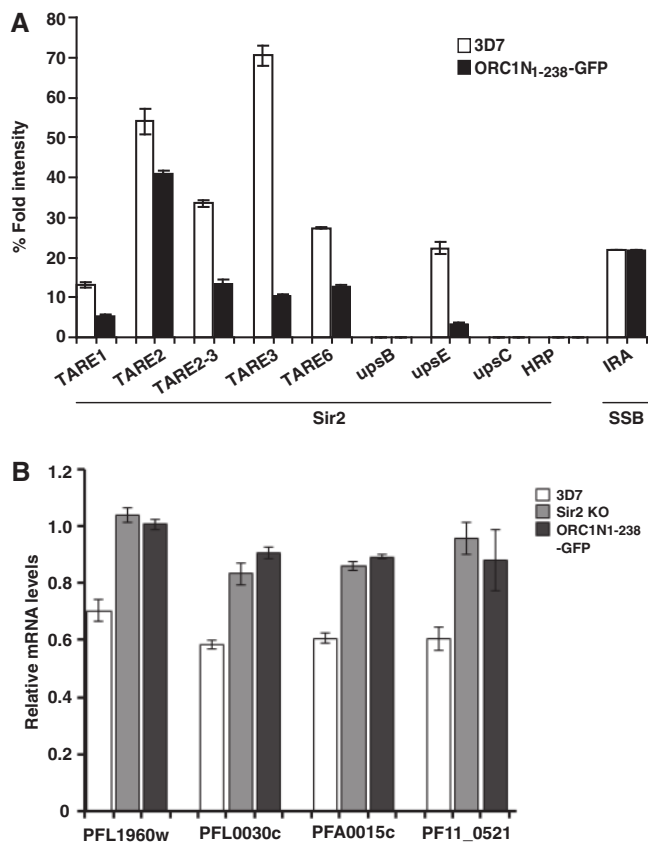 A
80
70
60
50
40
30
20
10
0
% Fold intensity
3D7
ORC1N1-238-GFP
TARE1
TARE2
TARE2-3
TARE3
TARE6
upsB
upsE
upsC
HRP
IRA
Sir2
SSB
B
1.2
1.0
0.8
0.6
0.4
0.2
0
Relative mRNA levels
3D7
Sir2 KO
ORC1N1-238
-GFP
PFL1960w
PFL0030c
PFA0015c
PF11_0521